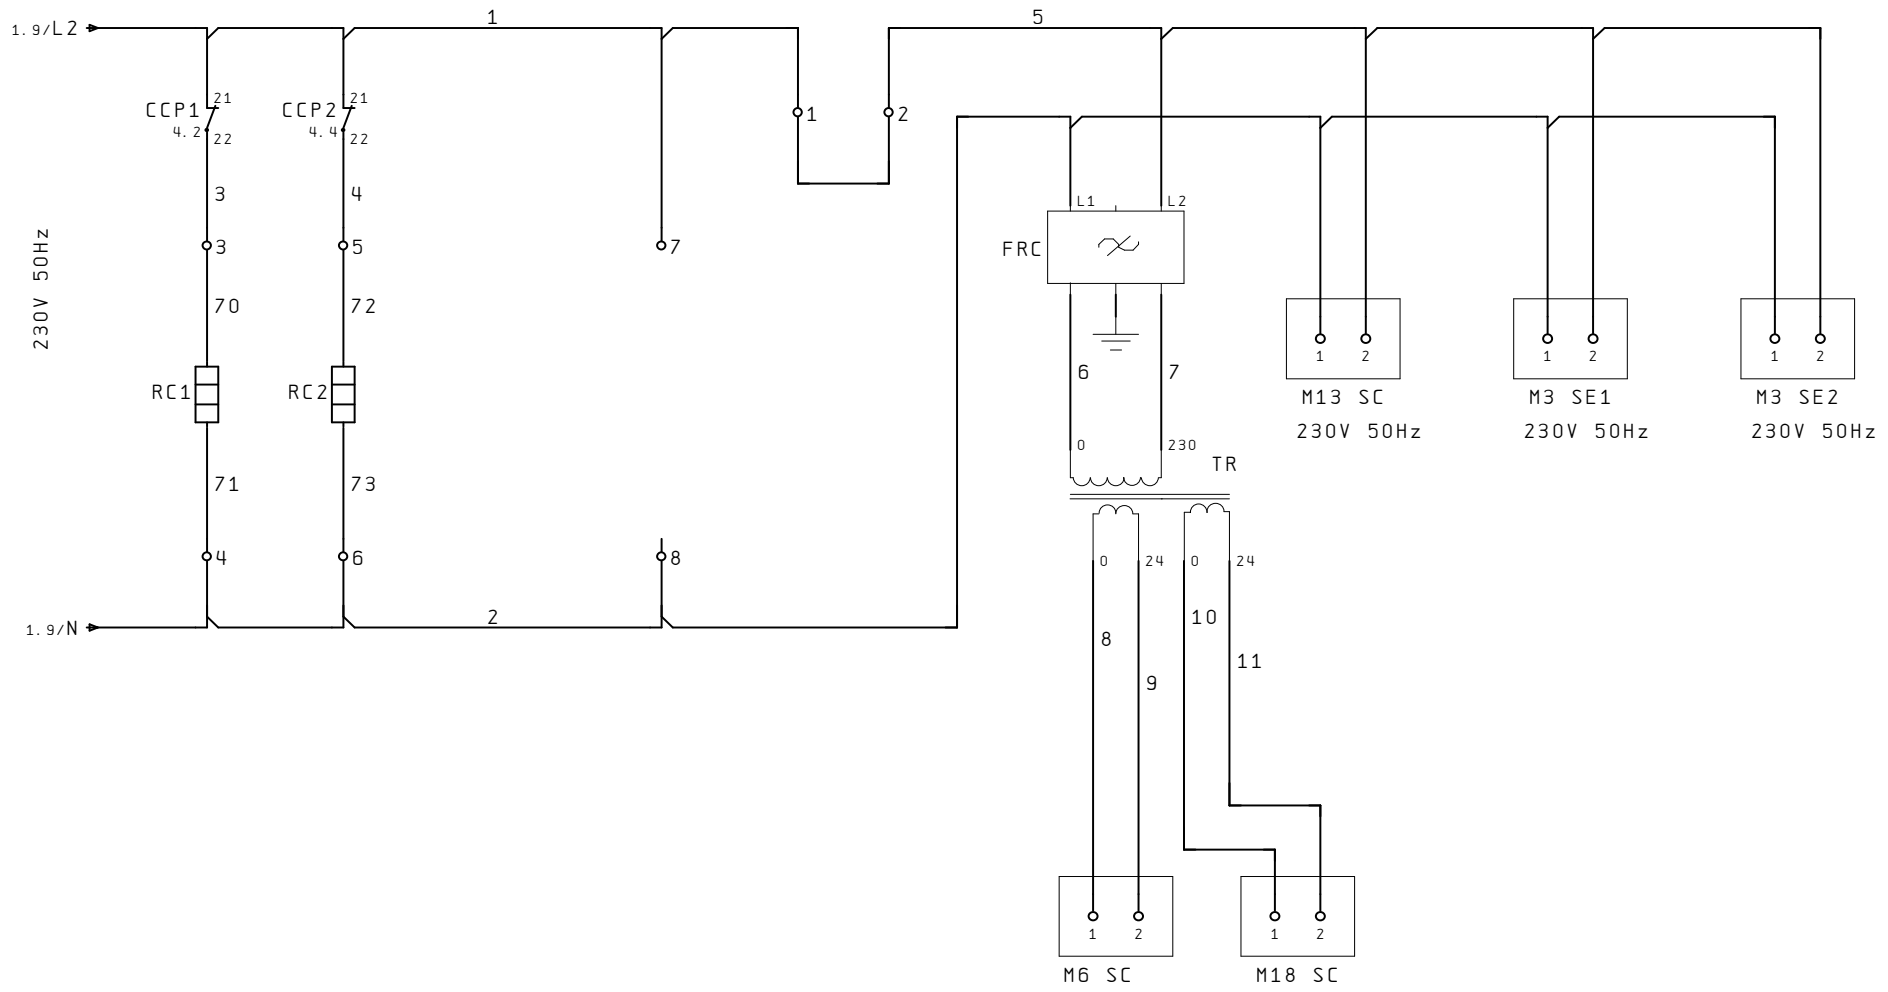 1 5
1.9/L2
CCP1 21 CCP2 21 1 2
4.2 22 4.4 22
3 4
L1 L2
230V 50Hz
3 5 7 FRC
70 72
1 2 1 2 1 2
6 7
RC1 RC2 M13 SC M3 SE1 M3 SE2
230V 50Hz 230V 50Hz 230V 50Hz
0 230
TR
71 73
4 6 8 0 24 0 24
2 10
1.9/N
8
11
9
1 2 1 2
M6 SC M18 SC